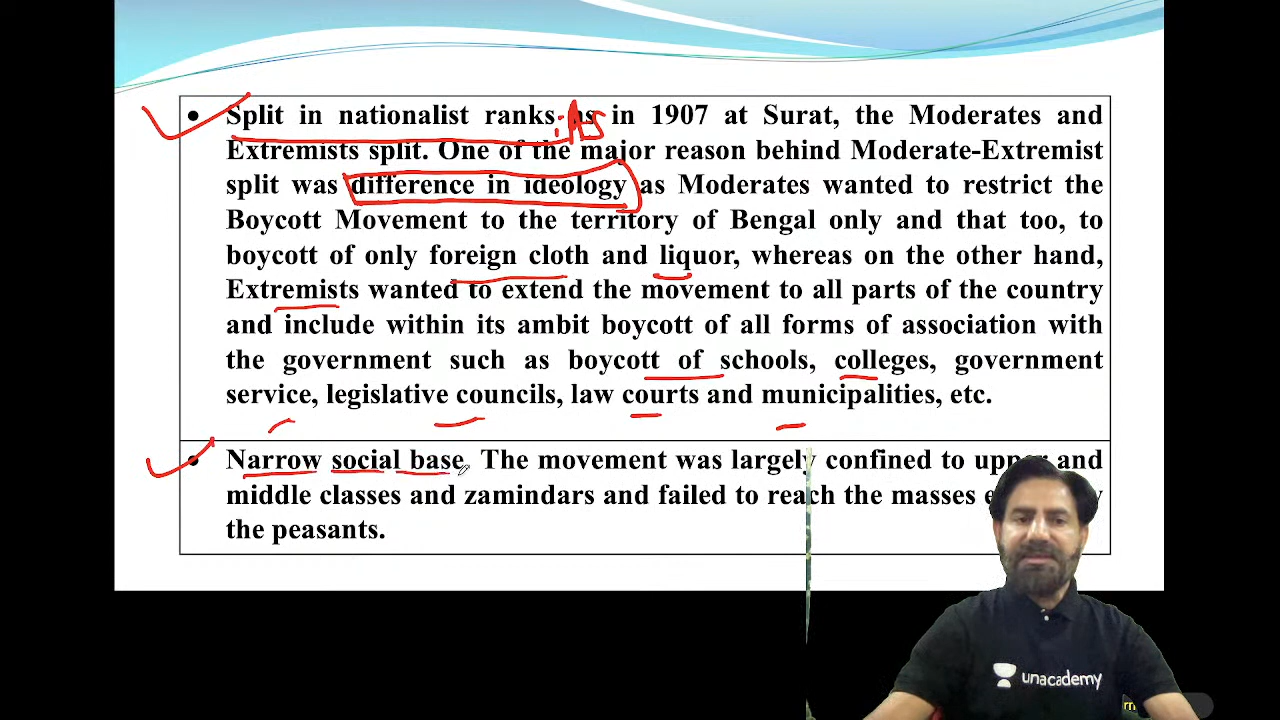 • Split in nationalist ranks. As in 1907 at Surat, the Moderates and
Extremists split. One of the major reason behind Moderate-Extremist
split was difference in ideology as Moderates wanted to restrict the
Boycott Movement to the territory of Bengal only and that too, to
boycott of only foreign cloth and liquor, whereas on the other hand,
Extremists wanted to extend the movement to all parts of the country
and include within its ambit boycott of all forms of association with
the government such as boycott of schools, colleges, government
service, legislative councils, law courts and municipalities, etc.
• Narrow social base. The movement was largely confined to upper and
middle classes and zamindars and failed to reach the masses
the peasants.
unacademy